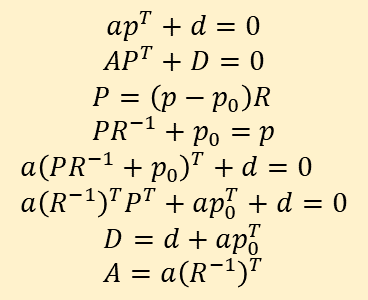 ap^T + d = 0
AP^T + D = 0
P = (p − p_0)R
PR^{−1} + p_0 = p
a(PR^{−1} + p_0)^T + d = 0
a(R^{−1})^T P^T + ap_0^T + d = 0
D = d + ap_0^T
A = a(R^{−1})^T